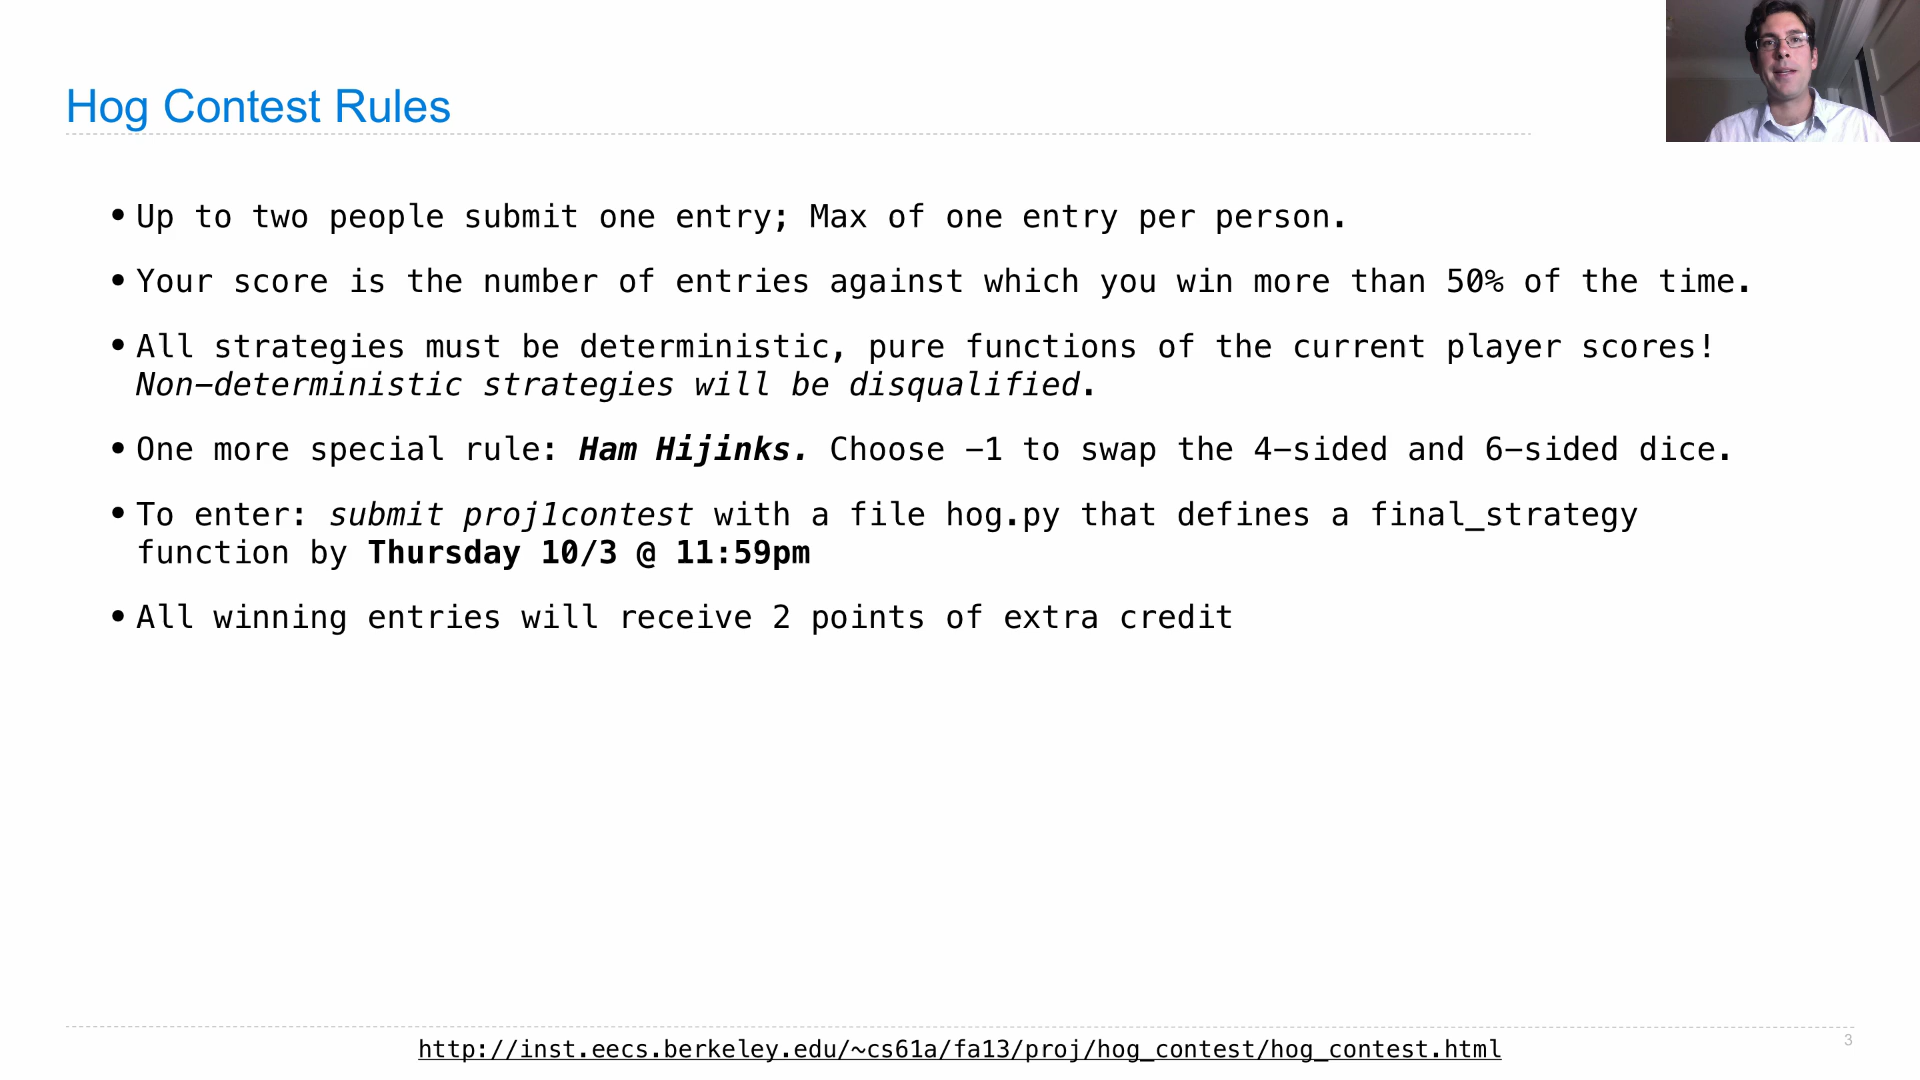 Hog Contest Rules
• Up to two people submit one entry; Max of one entry per person.
• Your score is the number of entries against which you win more than 50% of the time.
• All strategies must be deterministic, pure functions of the current player scores!
Non-deterministic strategies will be disqualified.
• One more special rule: Ham Hijinks. Choose -1 to swap the 4-sided and 6-sided dice.
• To enter: submit proj1contest with a file hog.py that defines a final_strategy
function by Thursday 10/3 @ 11:59pm
• All winning entries will receive 2 points of extra credit
http://inst.eecs.berkeley.edu/~cs61a/fa13/proj/hog_contest/hog_contest.html
3